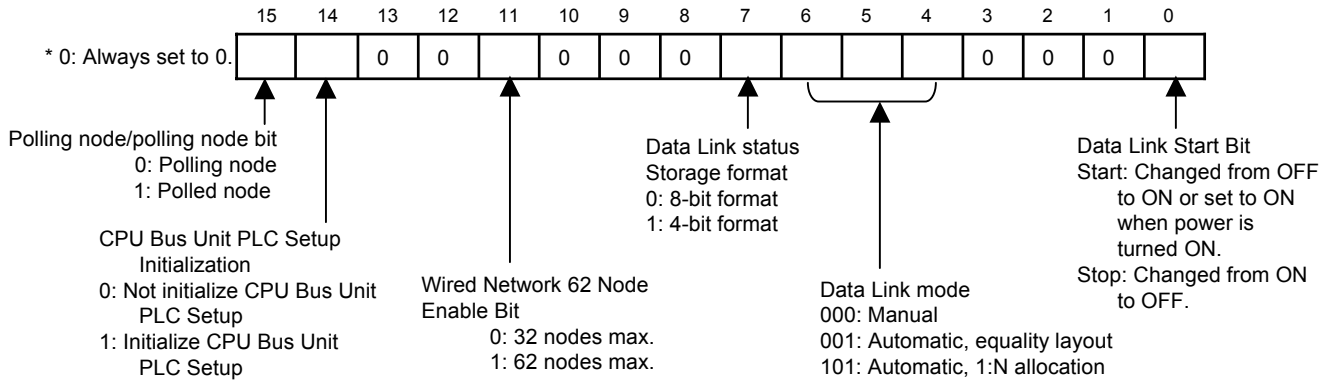 15 14 13 12 11 10 9 8 7 6 5 4 3 2 1 0
* 0: Always set to 0.
0 0 0 0 0 0 0 0
Polling node/polling node bit
0: Polling node
1: Polled node
CPU Bus Unit PLC Setup
Initialization
0: Not initialize CPU Bus Unit
PLC Setup
1: Initialize CPU Bus Unit
PLC Setup
Wired Network 62 Node
Enable Bit
0: 32 nodes max.
1: 62 nodes max.
Data Link status
Storage format
0: 8-bit format
1: 4-bit format
Data Link mode
000: Manual
001: Automatic, equality layout
101: Automatic, 1:N allocation
Data Link Start Bit
Start: Changed from OFF
to ON or set to ON
when power is
turned ON.
Stop: Changed from ON
to OFF.